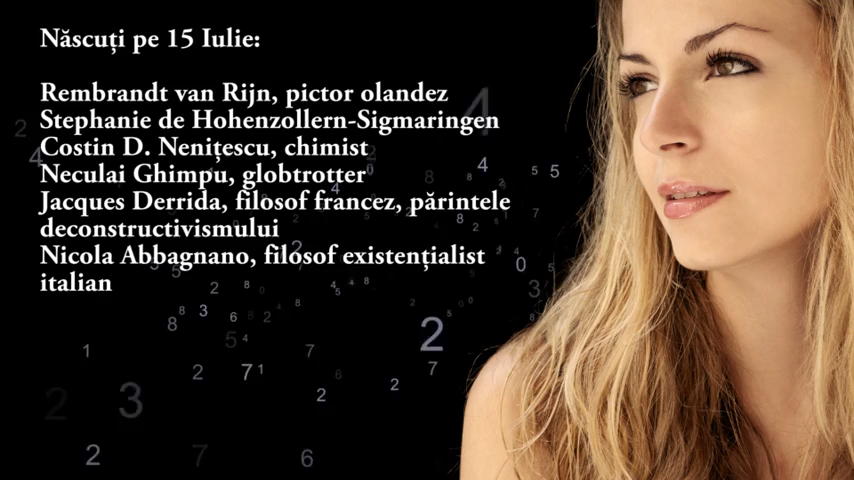 Născuți pe 15 Iulie:
Rembrandt van Rijn, pictor olandez
Stephanie de Hohenzollern-Sigmaringen
Costin D. Nenițescu, chimist
Neculai Ghimpu, globtrotter
Jacques Derrida, filosof francez, părintele
deconstructivismului
Nicola Abbagnano, filosof existențialist
italian